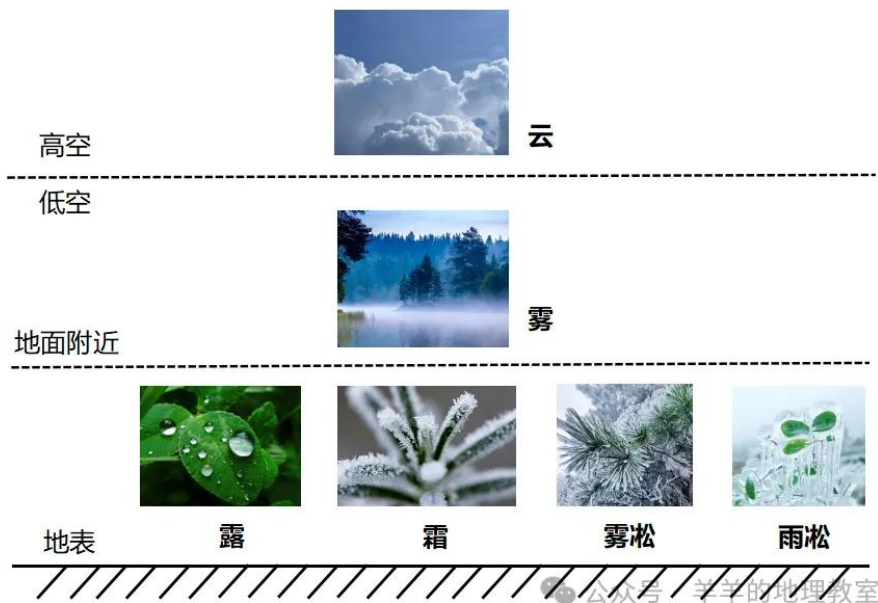 高空
云
低空
雾
地面附近
地表
露
霜
雾凇
雨凇
公众号
羊羊的地理教室